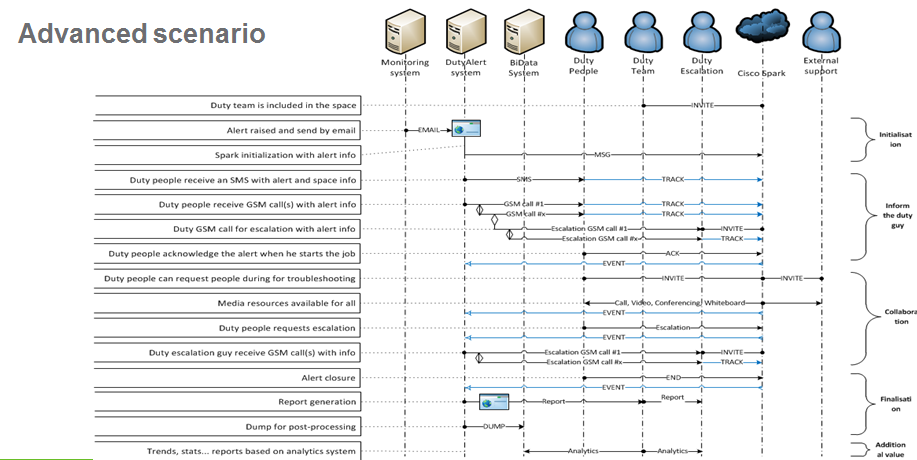 Advanced scenario
Monitoring
system
DutyAlert
system
BiData
System
Duty
People
Duty
Team
Duty
Escalation
Cisco Spark
External
support
Duty team is included in the space
INVITE
Alert raised and send by email
EMAIL
Initialisat
ion
Spark initialization with alert info
MSG
Duty people receive an SMS with alert and space info
SMS
TRACK
Duty people receive GSM call(s) with alert info
GSM call #1
TRACK
GSM call #x
TRACK
Inform
the duty
guy
Duty GSM call for escalation with alert info
Escalation GSM call #1
INVITE
Escalation GSM call #x
TRACK
Duty people acknowledge the alert when he starts the job
ACK
EVENT
Duty people can request people during for troubleshooting
INVITE
INVITE
Media resources available for all
Call, Video, Conferencing, Whiteboard
EVENT
Collabora
tion
Duty people requests escalation
Escalation
EVENT
Duty escalation guy receive GSM call(s) with info
Escalation GSM call #1
INVITE
Escalation GSM call #x
TRACK
Alert closure
END
EVENT
Report generation
Report
Report
Finalisati
on
Dump for post-processing
DUMP
Trends, stats... reports based on analytics system
Analytics
Analytics
Addition
al value